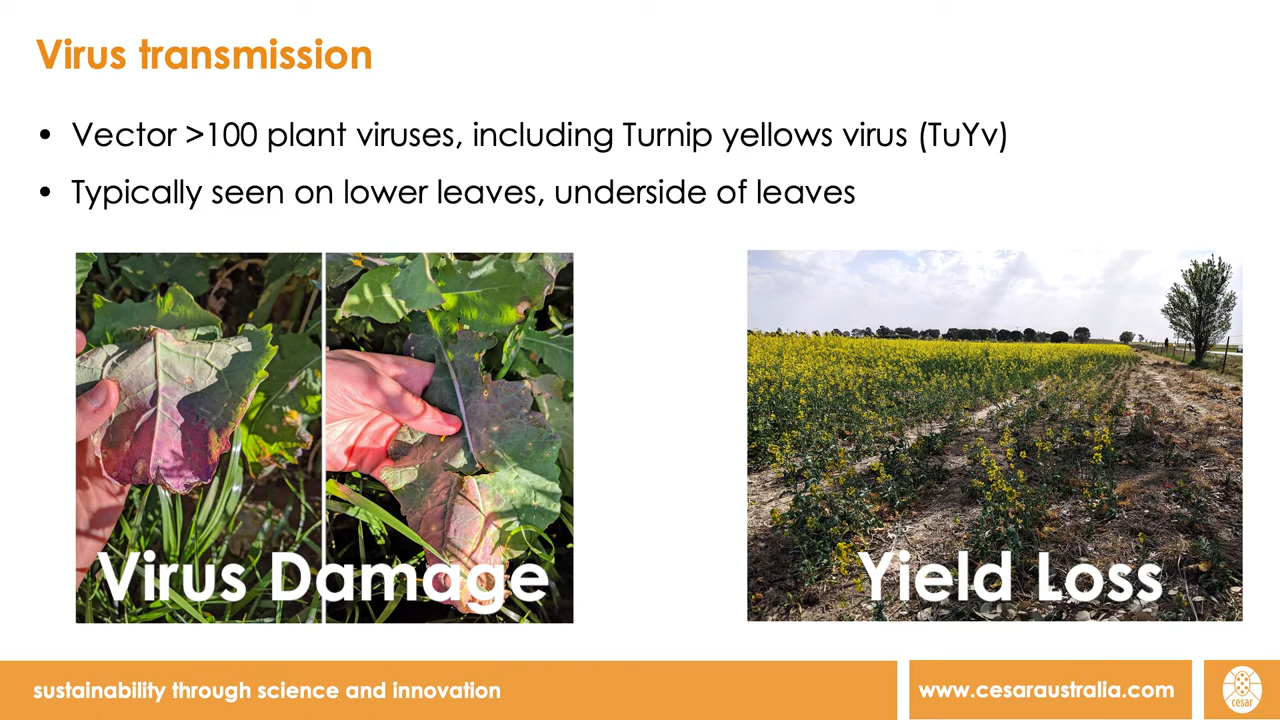 Virus transmission
• Vector >100 plant viruses, including Turnip yellows virus (TuYv)
• Typically seen on lower leaves, underside of leaves
Virus Damage
Yield Loss
sustainability through science and innovation
www.cesaraustralia.com
cesar